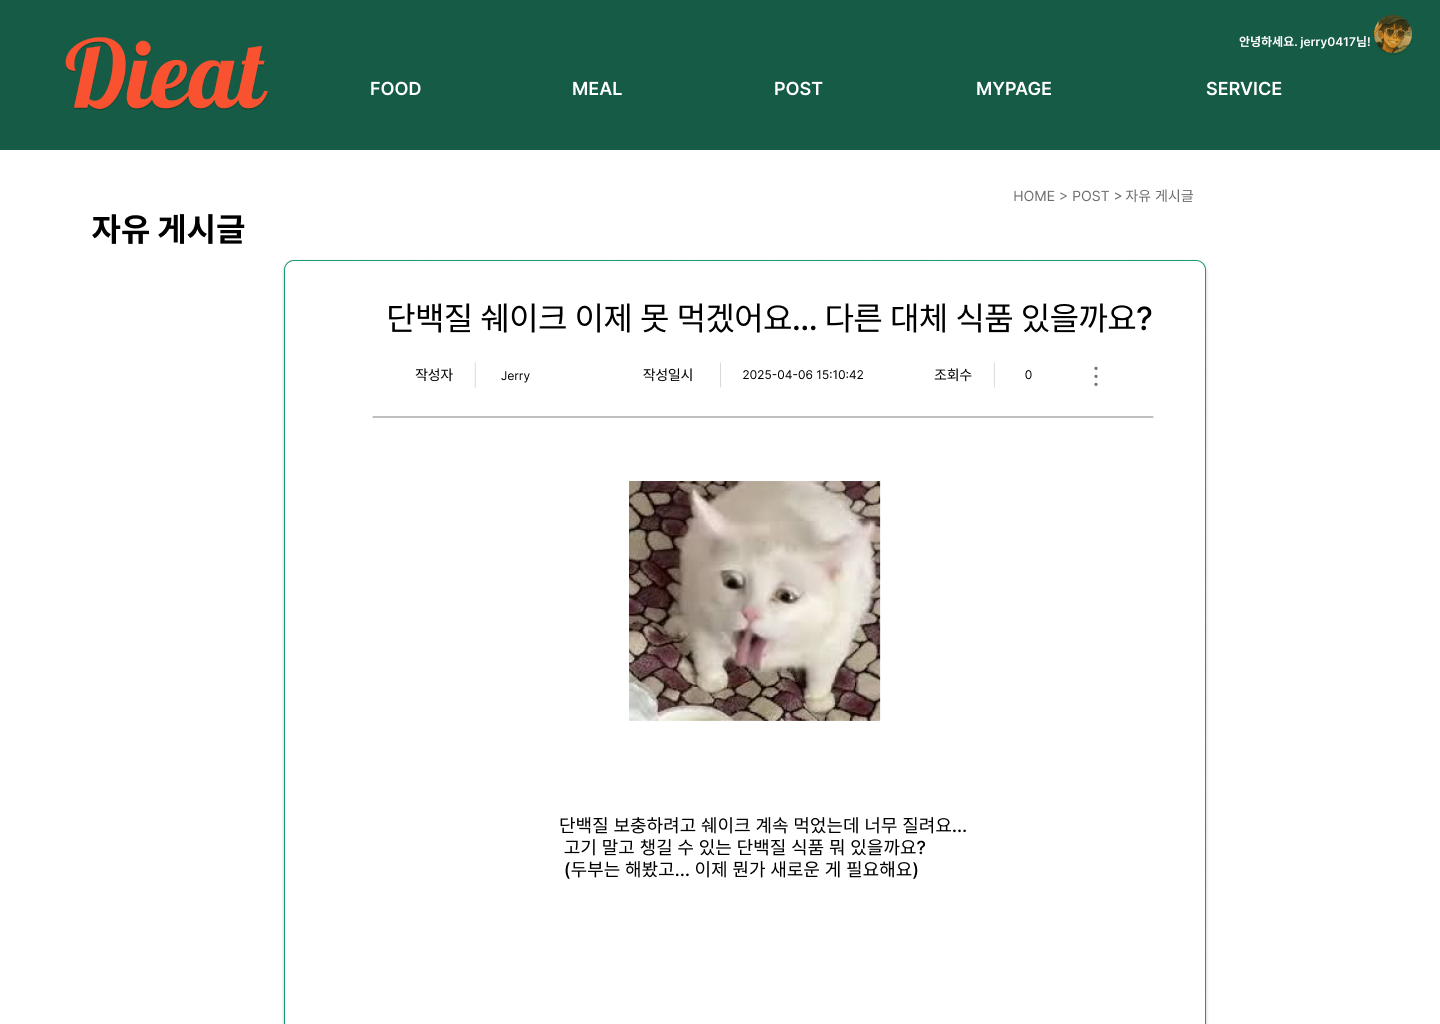 안녕하세요. jerry0417님!
Dieat
FOOD MEAL POST MYPAGE SERVICE
HOME > POST > 자유 게시글
자유 게시글
단백질 쉐이크 이제 못 먹겠어요... 다른 대체 식품 있을까요?
작성자 Jerry 작성일시 2025-04-06 15:10:42 조회수 0
단백질 보충하려고 쉐이크 계속 먹었는데 너무 질려요...
고기 말고 챙길 수 있는 단백질 식품 뭐 있을까요?
(두부는 해봤고... 이제 뭔가 새로운 게 필요해요)